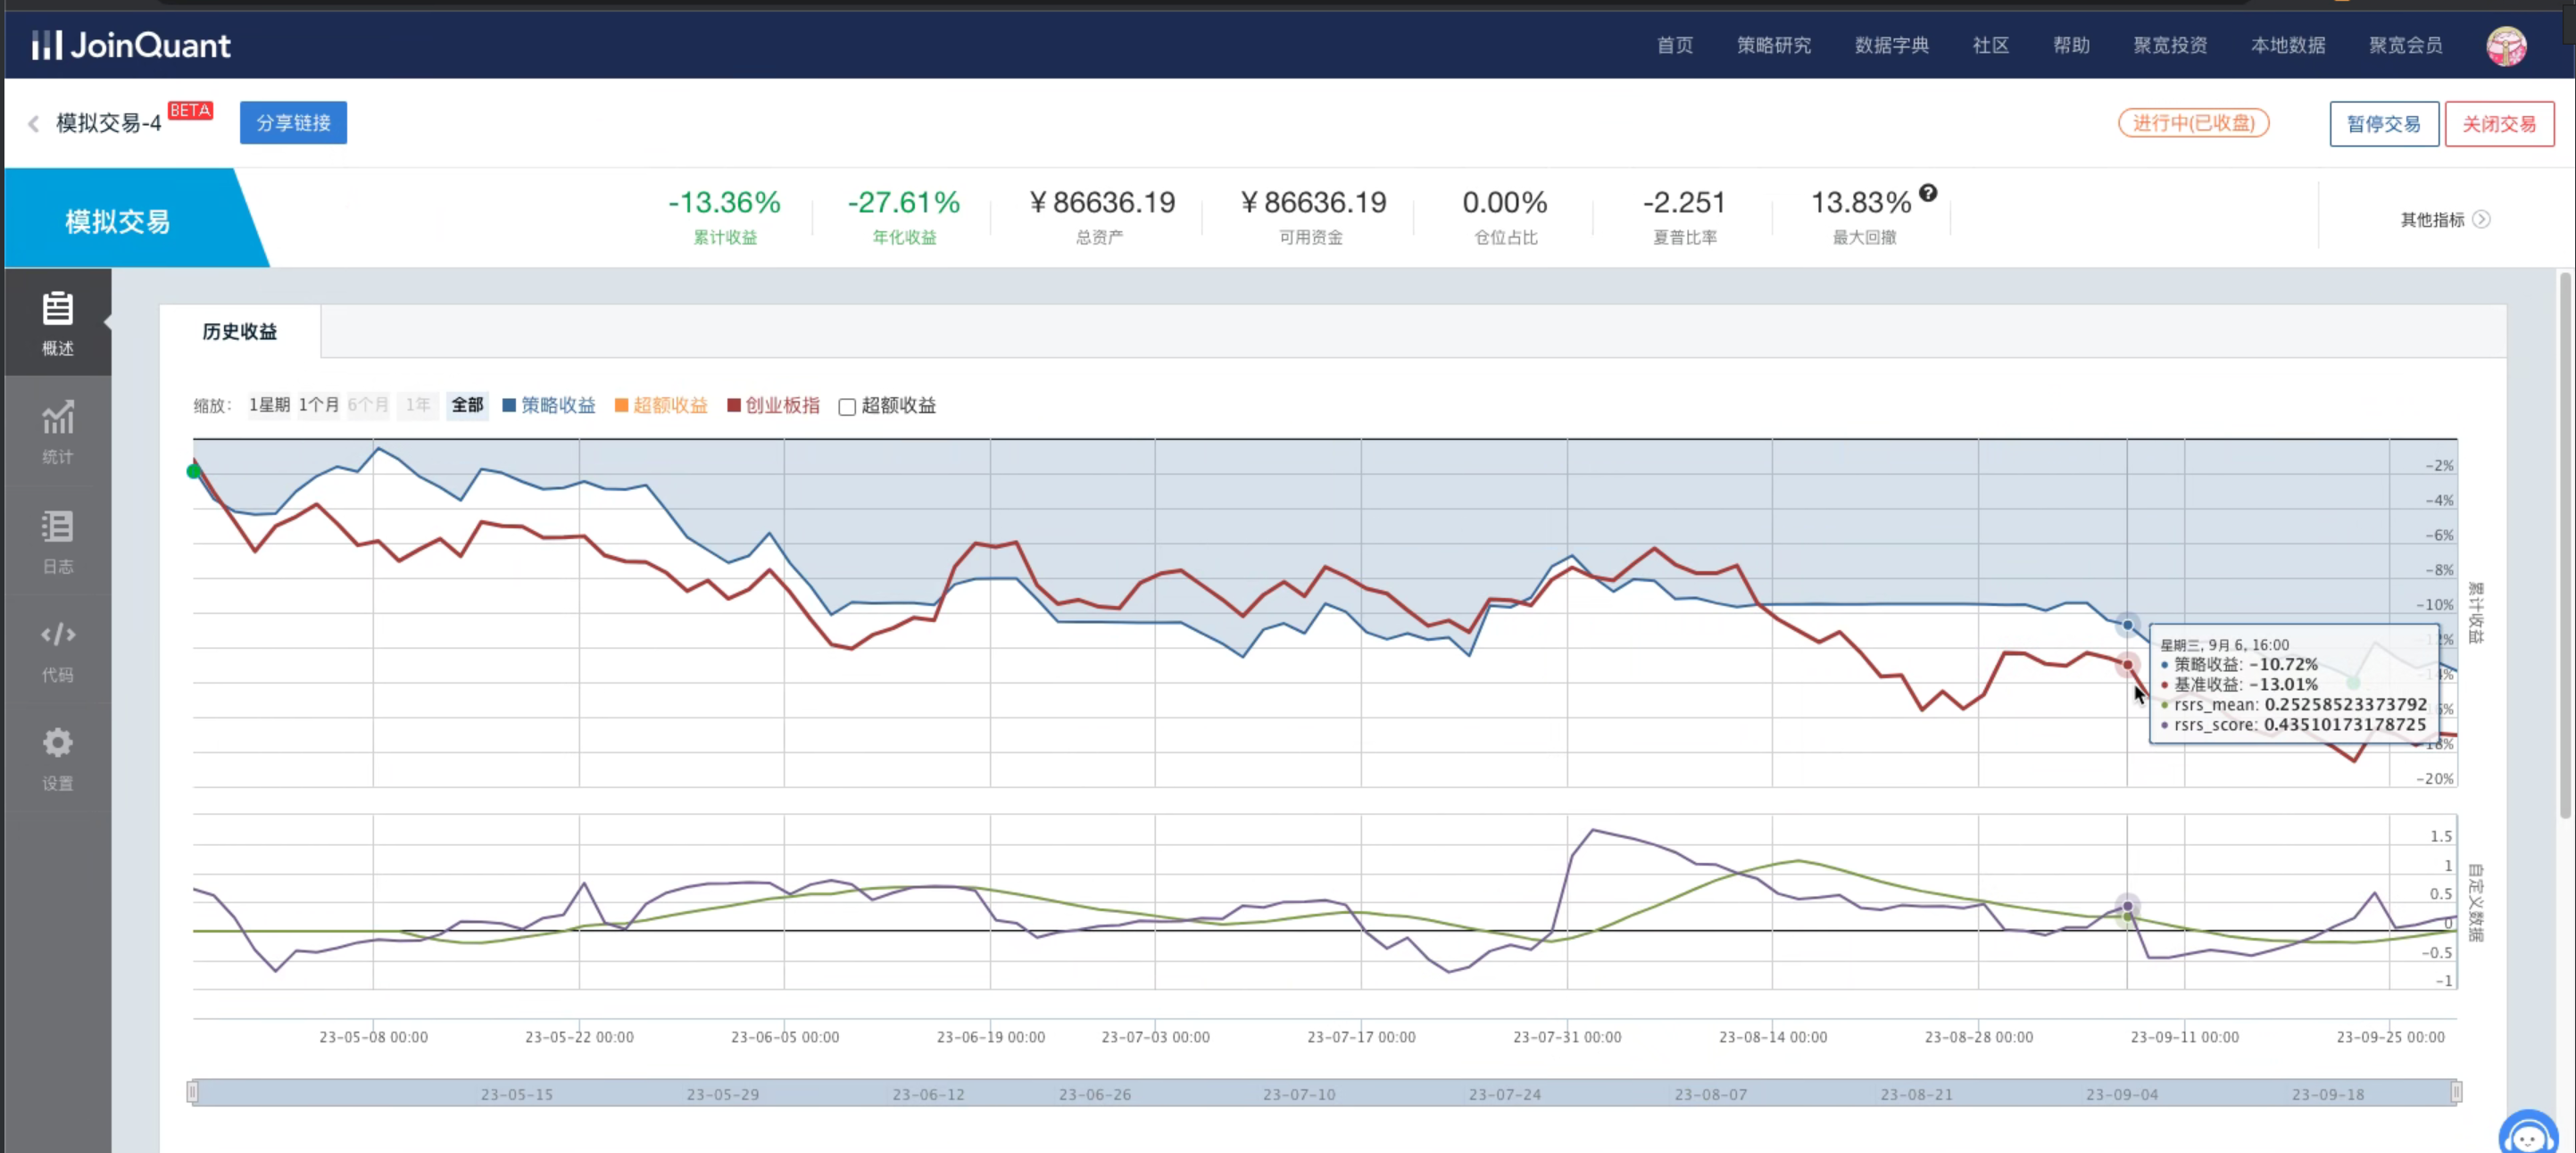 JoinQuant
首页 策略研究 数据字典 社区 帮助 聚宽投资 本地数据 聚宽会员
模拟交易-4 BETA 分享链接 进行中(已收盘) 暂停交易 关闭交易
模拟交易
-13.36% -27.61% ¥86636.19 ¥86636.19 0.00% -2.251 13.83% ?
累计收益 年化收益 总资产 可用资金 仓位占比 夏普比率 最大回撤
其他指标
概述
统计
日志
代码
设置
历史收益
缩放: 1星期 1个月 6个月 1年 全部 策略收益 超额收益 创业板指 超额收益
-2%
-4%
-6%
-8%
-10%
-18%
-20%
累计收益
星期三, 9月 6, 16:00
策略收益: -10.72%
基准收益: -13.01%
rsrs_mean: 0.25258523373792
rsrs_score: 0.43510173178725
1.5
1
0.5
0
-0.5
-1
自定义数据
23-05-08 00:00 23-05-22 00:00 23-06-05 00:00 23-06-19 00:00 23-07-03 00:00 23-07-17 00:00 23-07-31 00:00 23-08-14 00:00 23-08-28 00:00 23-09-11 00:00 23-09-25 00:00
23-05-15 23-05-29 23-06-12 23-06-26 23-07-10 23-07-24 23-08-07 23-08-21 23-09-04 23-09-18